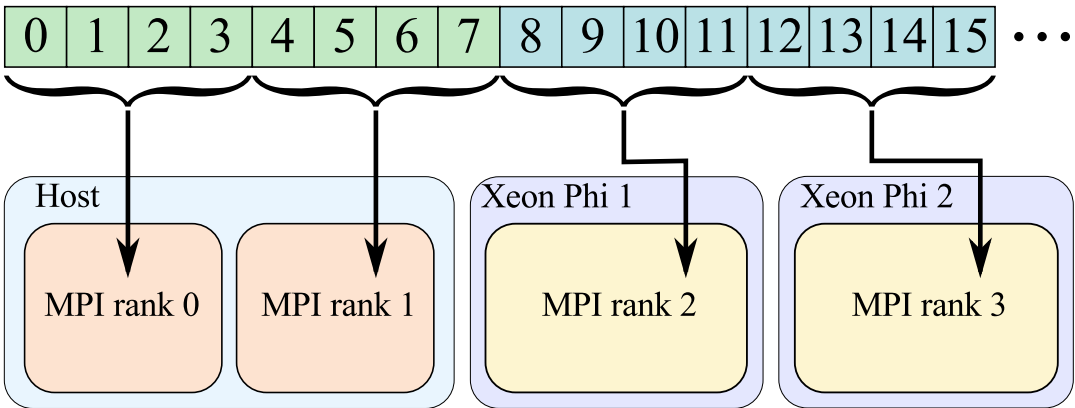 0 1 2 3 4 5 6 7 8 9 10 11 12 13 14 15 ...
Host
Xeon Phi 1
Xeon Phi 2
MPI rank 0
MPI rank 1
MPI rank 2
MPI rank 3